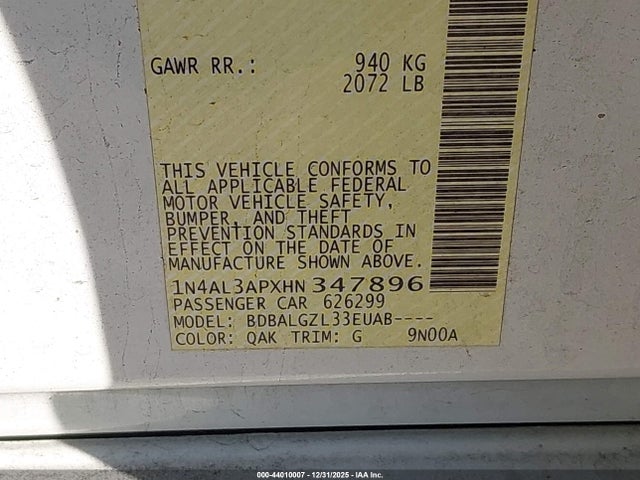 GAWR RR.: 940 KG
2072 LB
THIS VEHICLE CONFORMS TO
ALL APPLICABLE FEDERAL
MOTOR VEHICLE SAFETY,
BUMPER, AND THEFT
PREVENTION STANDARDS IN
EFFECT ON THE DATE OF
MANUFACTURE SHOWN ABOVE.
1N4AL3APXHN347896
PASSENGER CAR 626299
MODEL: BDBALGZL33EUAB----
COLOR: QAK TRIM: G 9N00A
000-44010007 - 12/31/2025 - IAA Inc.